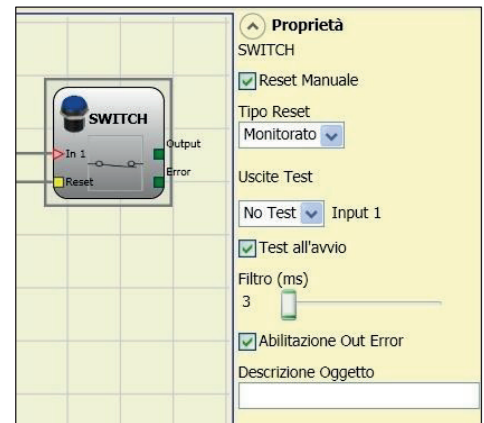 SWITCH
In 1
Reset
Output
Error
Proprietà
SWITCH
Reset Manuale
Tipo Reset
Monitorato
Uscite Test
No Test Input 1
Test all'avvio
Filtro (ms)
3
Abilitazione Out Error
Descrizione Oggetto